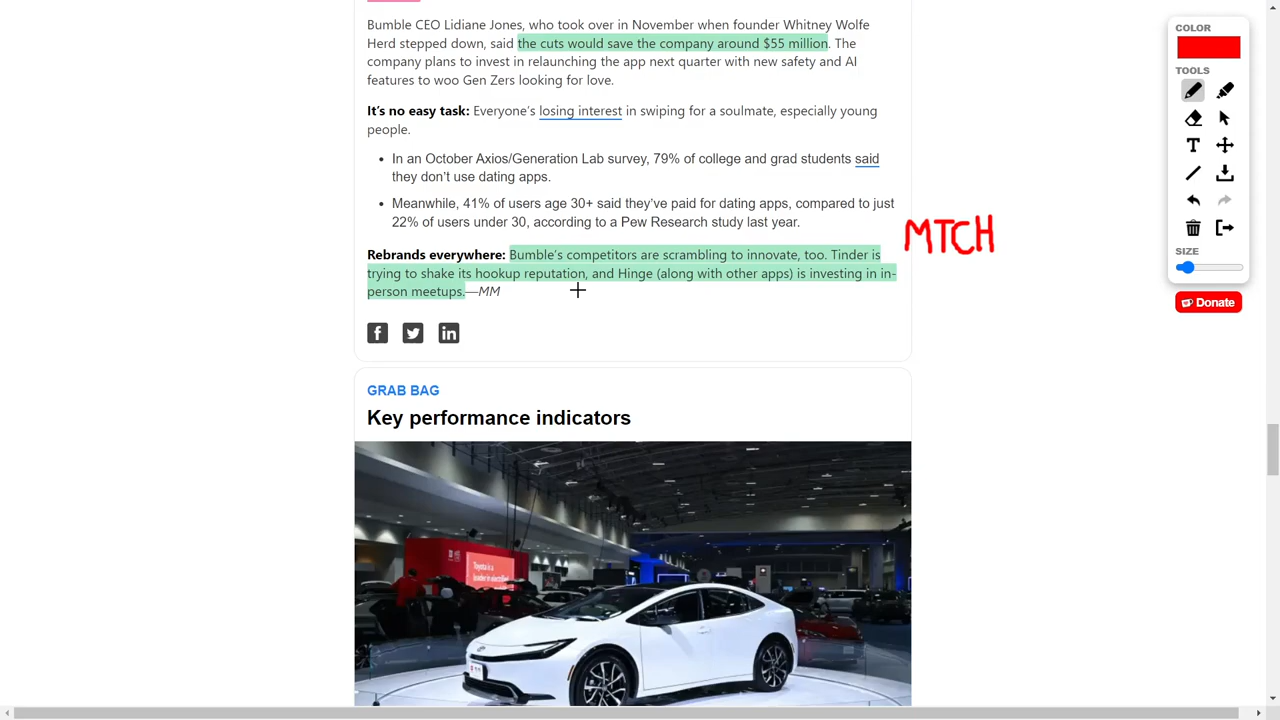 Bumble CEO Lidiane Jones, who took over in November when founder Whitney Wolfe
Herd stepped down, said the cuts would save the company around $55 million. The
company plans to invest in relaunching the app next quarter with new safety and AI
features to woo Gen Zers looking for love.
It's no easy task: Everyone's losing interest in swiping for a soulmate, especially young
people.
• In an October Axios/Generation Lab survey, 79% of college and grad students said
they don't use dating apps.
• Meanwhile, 41% of users age 30+ said they've paid for dating apps, compared to just
22% of users under 30, according to a Pew Research study last year.
MTCH
Rebrands everywhere: Bumble's competitors are scrambling to innovate, too. Tinder is
trying to shake its hookup reputation, and Hinge (along with other apps) is investing in in-
person meetups.—MM
GRAB BAG
Key performance indicators
Toyota is a
leader in electrified
COLOR
TOOLS
SIZE
Donate